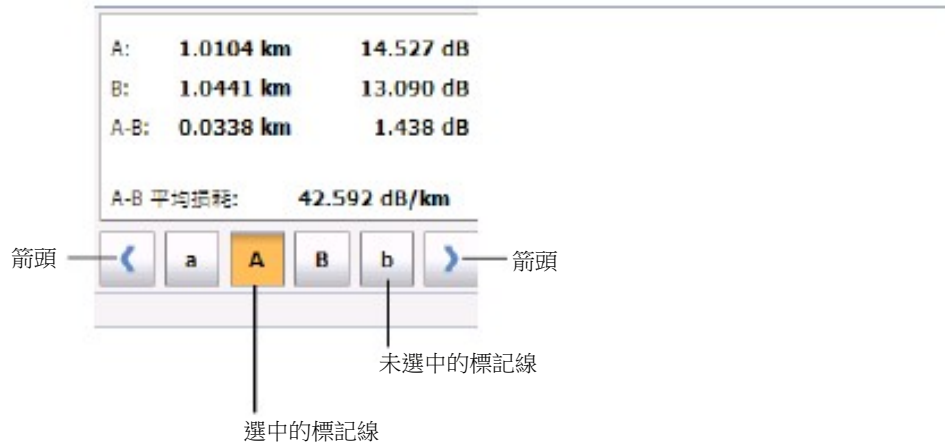 A: 1.0104 km 14.527 dB
B: 1.0441 km 13.090 dB
A-B: 0.0338 km 1.438 dB
A-B 平均損耗: 42.592 dB/km
箭頭 a A B b 箭頭
未選中的標記線
選中的標記線